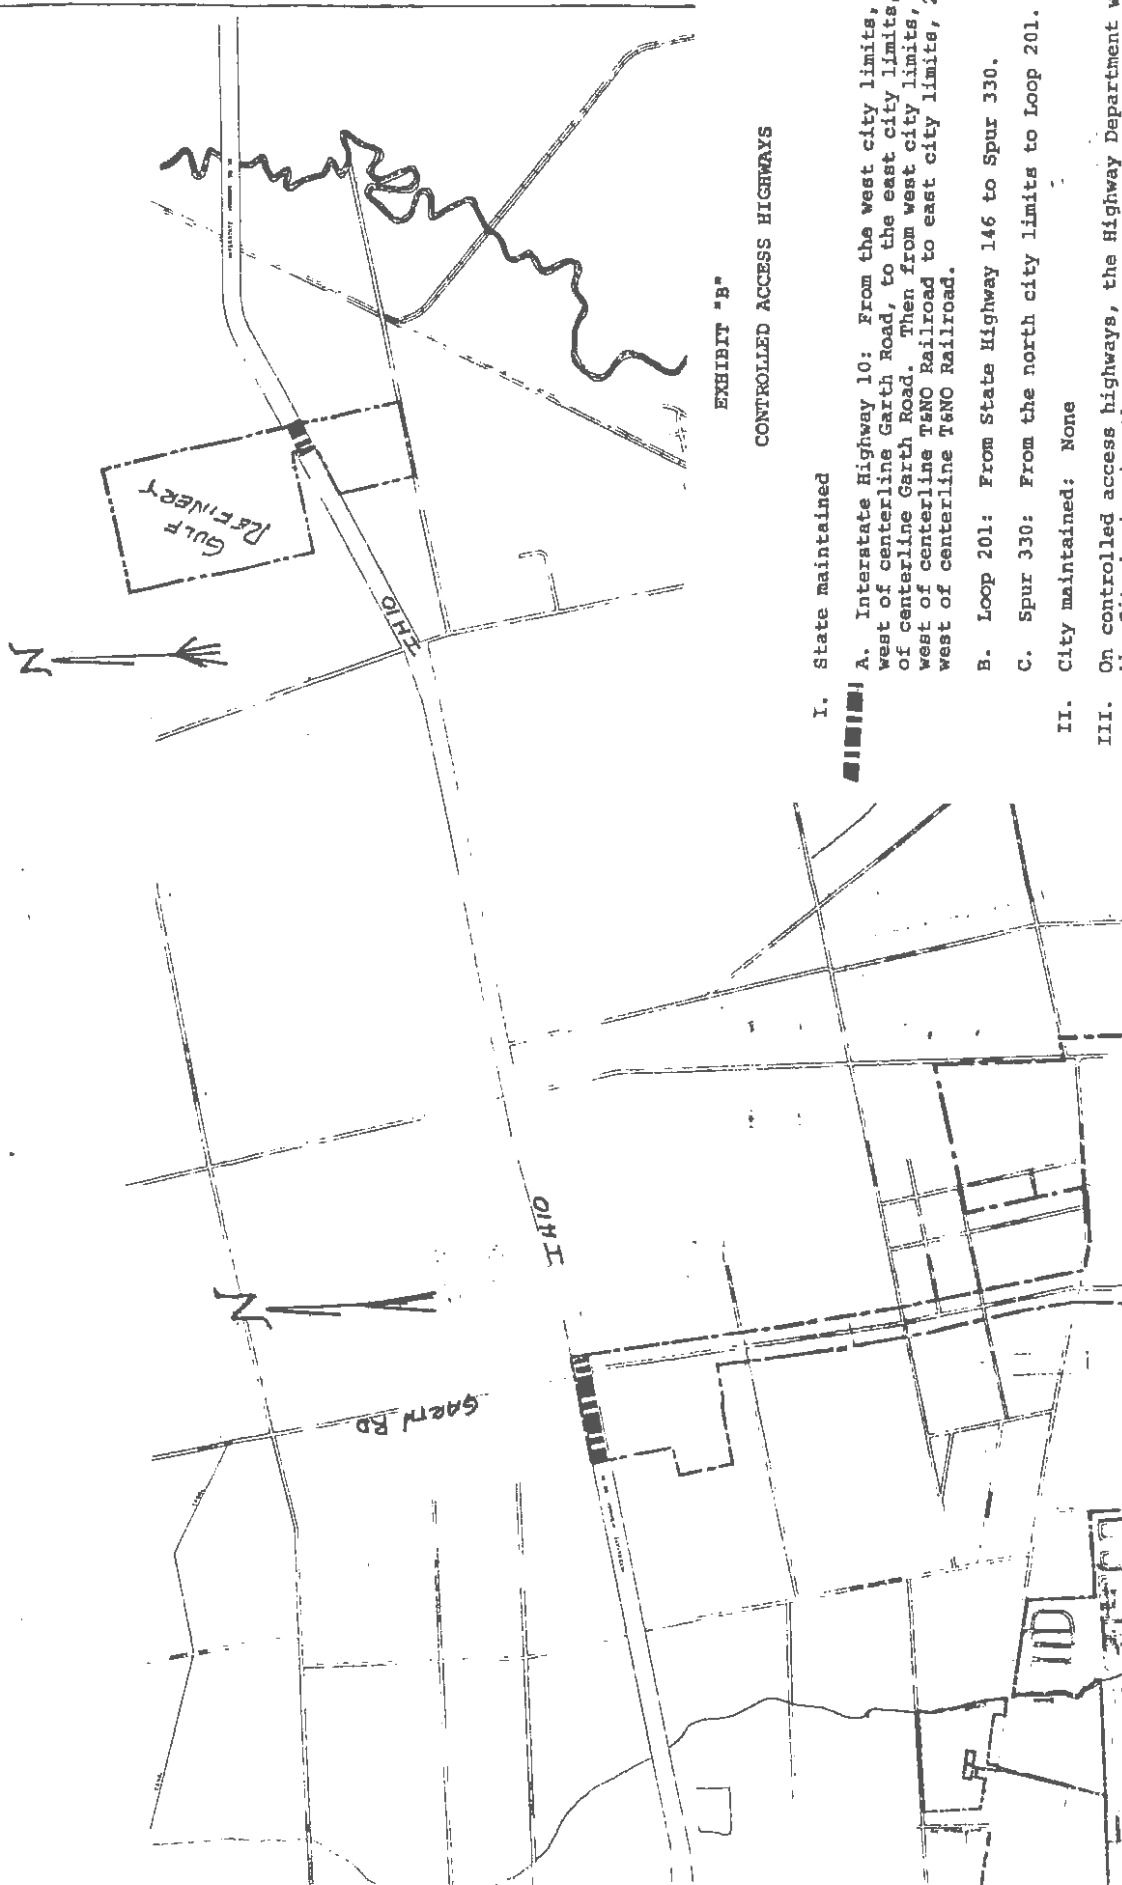 EXHIBIT "B"
CONTROLLED ACCESS HIGHWAYS
I. State maintained
A. Interstate Highway 10: From the west city limits,
west of centerline Garth Road, to the east city limits,
of centerline Garth Road. Then from west city limits,
west of centerline T&NO Railroad to east city limits, 2
west of centerline T&NO Railroad.
B. Loop 201: From State Highway 146 to Spur 330.
C. Spur 330: From the north city limits to Loop 201.
II. City maintained: None
III. On controlled access highways, the Highway Department w
N
GULF
REFINERY
IH10
N
IH10
GARTH RD